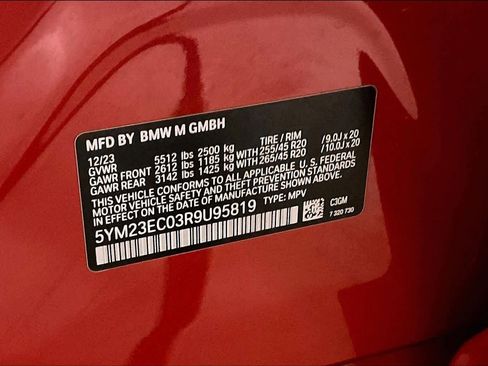 MFD BY BMW M GMBH
12/23
GVWR 5512 lbs 2500 kg TIRE / RIM
GAWR FRONT 2612 lbs 1185 kg WITH 255/45 R20 /9.0J x 20
GAWR REAR 3142 lbs 1425 kg WITH 265/45 R20 /10.0J x 20
THIS VEHICLE CONFORMS TO ALL APPLICABLE U.S. FEDERAL
MOTOR VEHICLE SAFETY AND THEFT PREVENTION STANDARDS
IN EFFECT ON THE DATE OF MANUFACTURE SHOWN ABOVE.
5YM23EC03R9U95819 TYPE: MPV C3GM
7 320 730